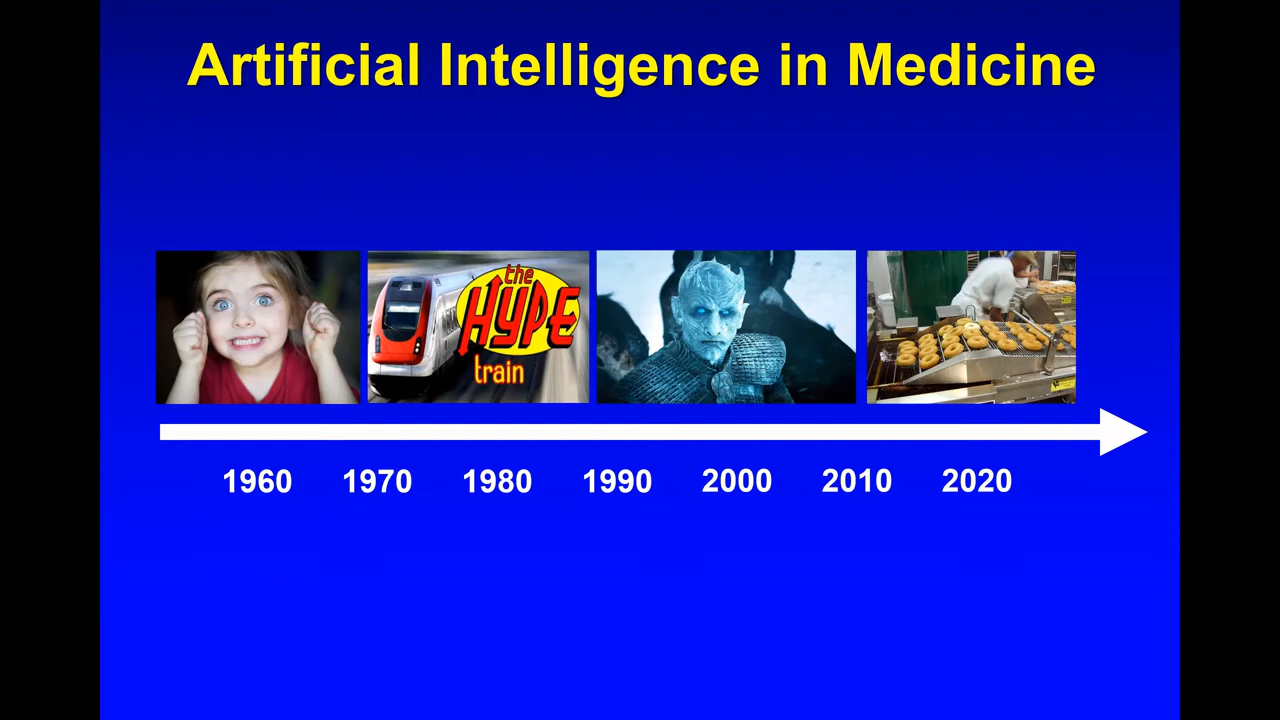 Artificial Intelligence in Medicine
the
HYPE
train
1960 1970 1980 1990 2000 2010 2020